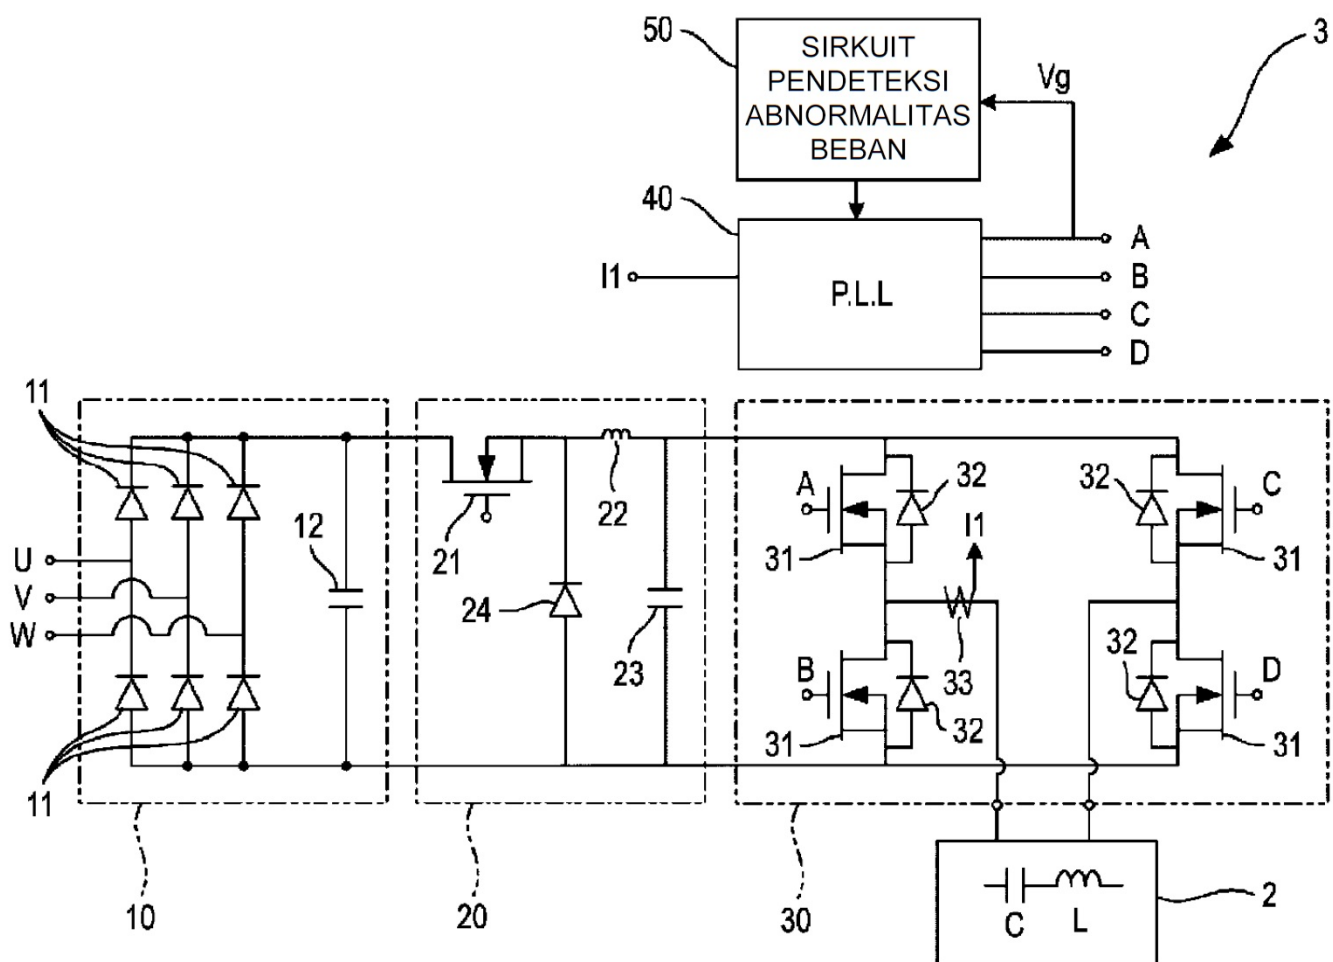 50
SIRKUIT
PENDETEKSI
ABNORMALITAS
BEBAN
Vg
3
40
I1
P.L.L
A
B
C
D
11
12
21
22
U
V
W
24
23
A
32
31
I1
32
C
31
B
33
32
31
32
D
31
11
10
20
30
C
L
2